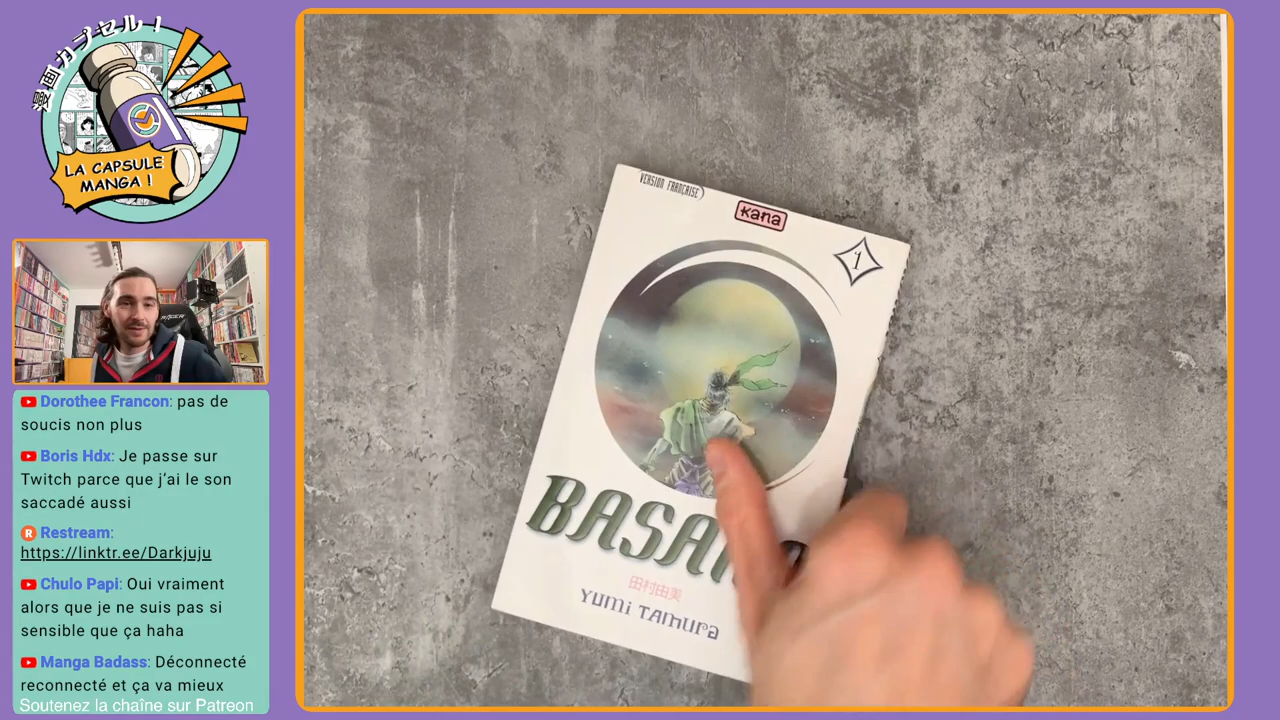 漫画カプセル！
LA CAPSULE
MANGA !
Dorothee Francon: pas de
soucis non plus
Boris Hdx: Je passe sur
Twitch parce que j'ai le son
saccadé aussi
R Restream:
https://linktr.ee/Darkjuju
Chulo Papi: Oui vraiment
alors que je ne suis pas si
sensible que ça haha
Manga Badass: Déconnecté
reconnecté et ça va mieux
Soutenez la chaîne sur Patreon
VERSION FRANÇAISE
kana
1
BASA
田村由美
YUMI TAMURA